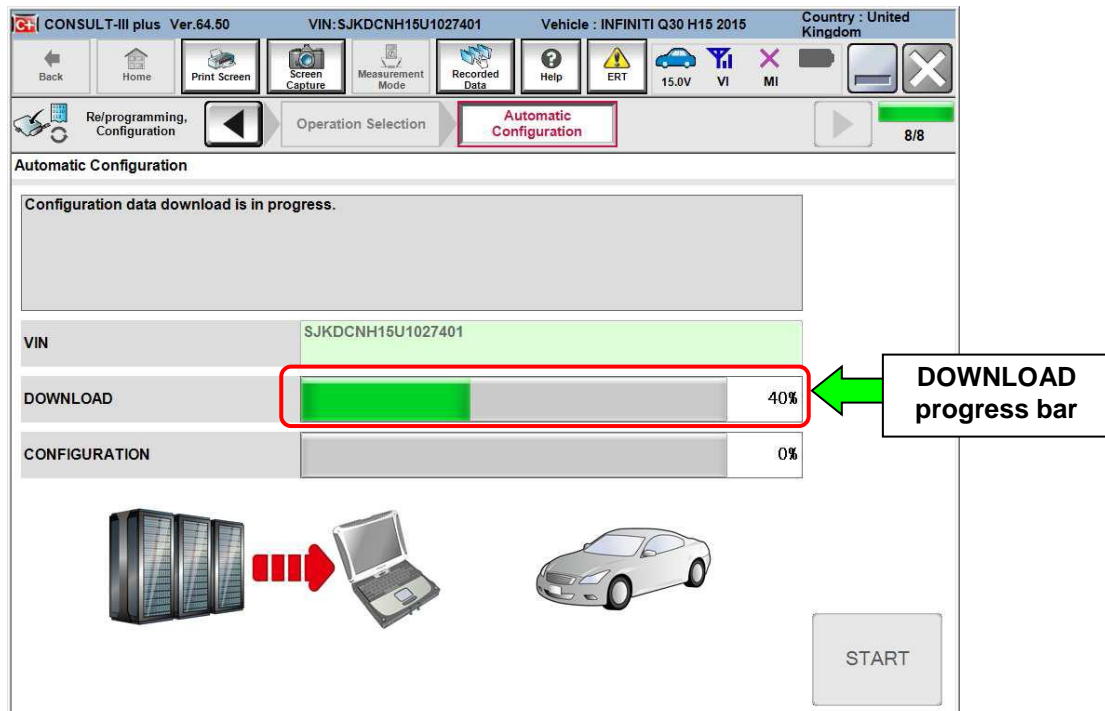 C+ CONSULT-III plus Ver.64.50 VIN:SJKDCNH15U1027401 Vehicle : INFINITI Q30 H15 2015 Country : United
Kingdom
Back Home Print Screen Screen
Capture Measurement
Mode Recorded
Data Help ERT 15.0V VI MI
Re/programming,
Configuration Operation Selection Automatic
Configuration 8/8
Automatic Configuration
Configuration data download is in progress.
VIN SJKDCNH15U1027401
DOWNLOAD 40%
DOWNLOAD
progress bar
CONFIGURATION 0%
START